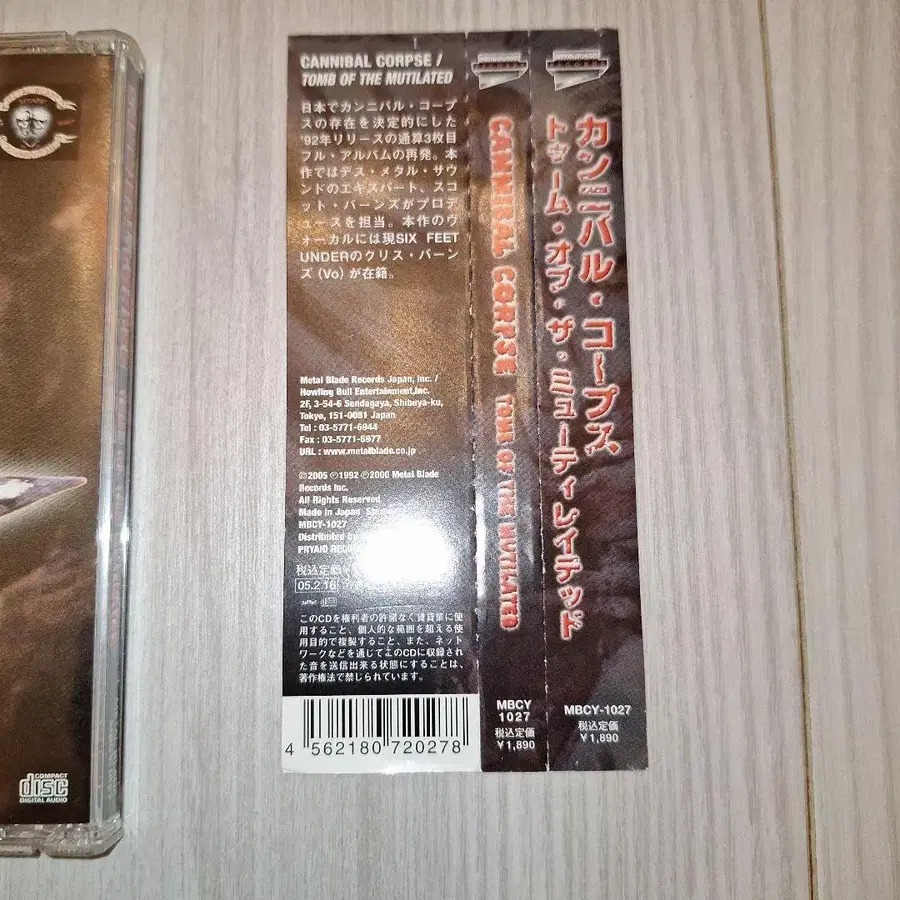 CANNIBAL CORPSE /
TOMB OF THE MUTILATED
日本でカンニバル・コープ
スの存在を決定的にした
'92年リリースの通算3枚目
フル・アルバムの再発。本
作ではデス・メタル・サウ
ンドのエキスパート、スコ
ット・バーンズがプロデ
ュースを担当。本作のヴ
ォーカルには現SIX FEET
UNDERのクリス・バーン
ズ（Vo）が在籍。
Metal Blade Records Japan, Inc. /
Howling Bull Entertainment,Inc.
2F, 3-54-6 Sendagaya, Shibuya-ku,
Tokyo, 151-0051 Japan
Tel : 03-5771-6944
Fax : 03-5771-6977
URL : www.metalblade.co.jp
©2005 ℗1992 ℗2000 Metal Blade
Records Inc.
All Rights Reserved
Made in Japan
MBCY-1027
Distributed by
PRYAID
税込定価
05.2.16
このCDを権利者の許諾なく賃貸業に使
用すること、個人的な範囲を超える使
用目的で複製すること、また、ネット
ワークなどを通じてこのCDに収録され
た音を送信出来る状態にすることは、
著作権法で禁じられています。
4 562180 720278
CANNIBAL CORPSE TOMB OF THE MUTILATED
MBCY
1027
税込定価
¥1,890
カンニバル・コープス
トゥーム・オブ・ザ・ミューティレイテッド
MBCY-1027
税込定価
¥1,890
COMPACT
disc
DIGITAL AUDIO